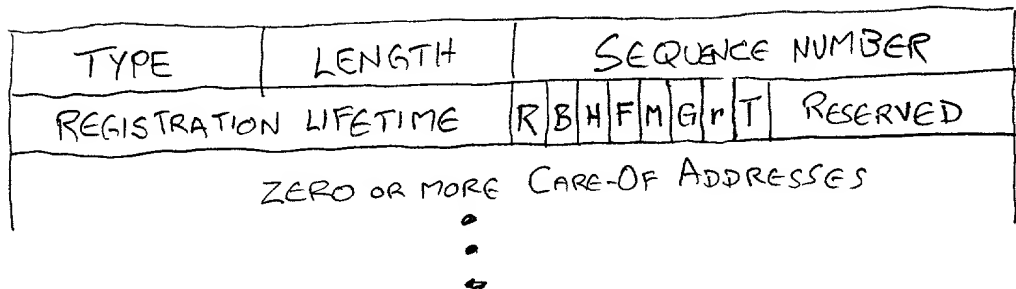 TYPE LENGTH SEQUENCE NUMBER
REGISTRATION LIFETIME R B H F M G r T RESERVED
ZERO OR MORE CARE-OF ADDRESSES